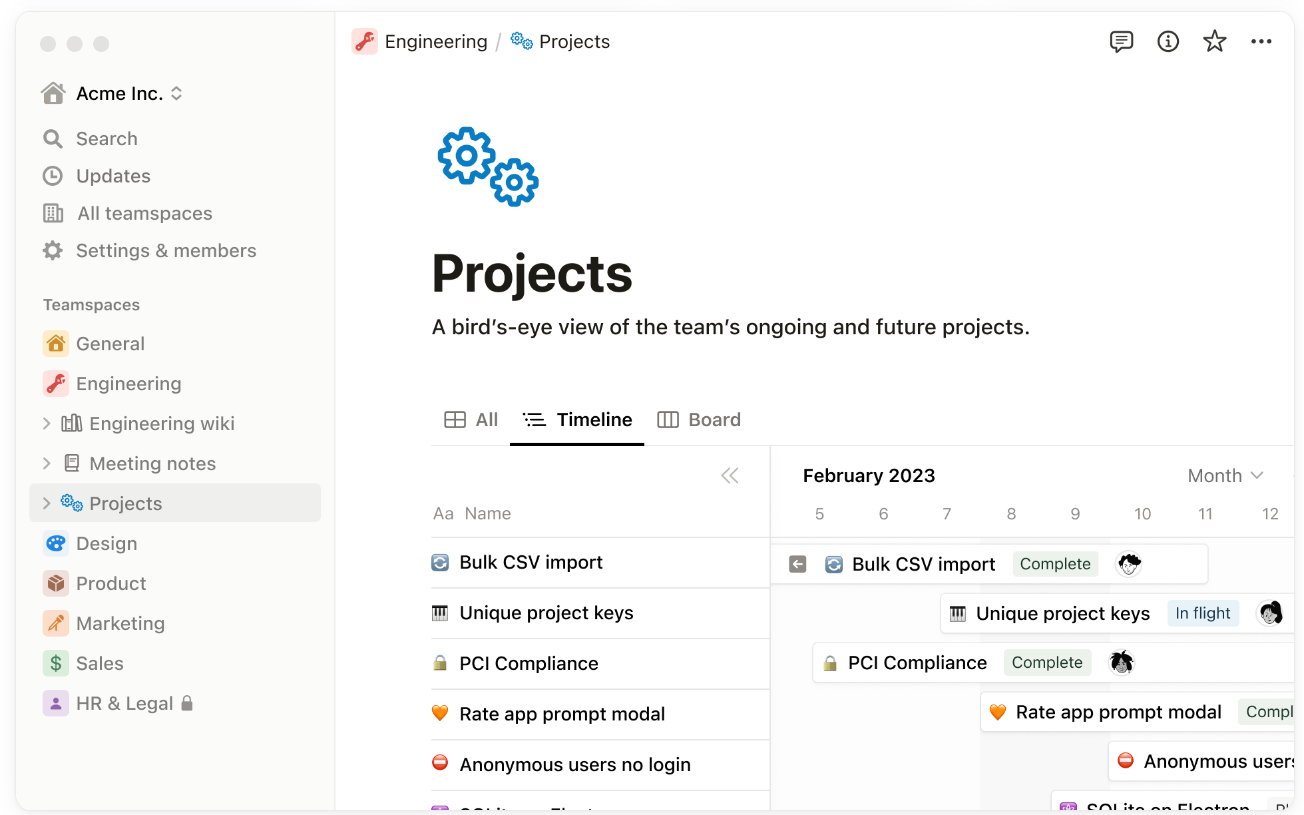 Acme Inc.
Search
Updates
All teamspaces
Settings & members
Teamspaces
General
Engineering
Engineering wiki
Meeting notes
Projects
Design
Product
Marketing
$ Sales
HR & Legal
Engineering / Projects
Projects
A bird’s-eye view of the team’s ongoing and future projects.
All Timeline Board
Aa Name
Bulk CSV import
Unique project keys
PCI Compliance
Rate app prompt modal
Anonymous users no login
February 2023 Month
5 6 7 8 9 10 11 12
Bulk CSV import Complete
Unique project keys In flight
PCI Compliance Complete
Rate app prompt modal Compl
Anonymous users
SQLite on Electron